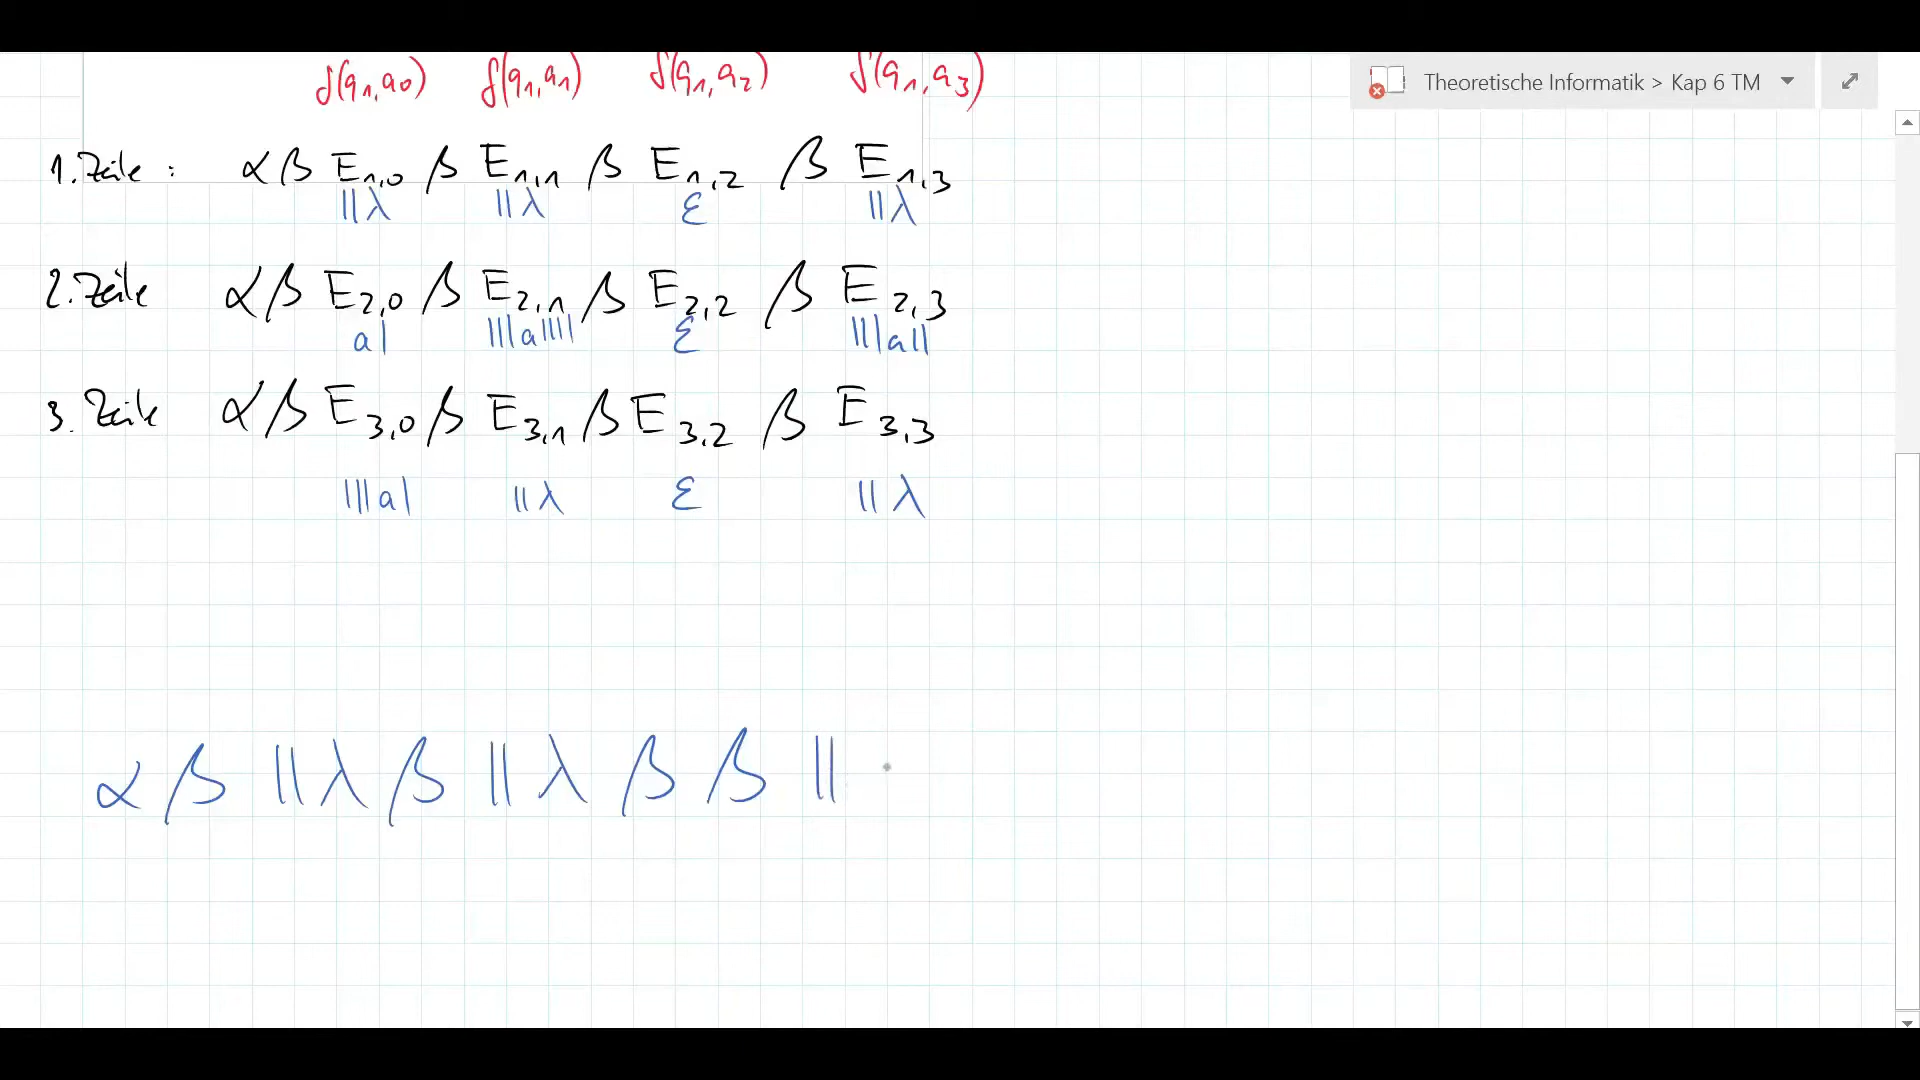 δ(q₁,a₀) δ(q₁,a₁) δ(q₁,a₂) δ(q₁,a₃)
Theoretische Informatik > Kap 6 TM
1. Zeile : α β E₁,₀ β E₁,₁ β E₁,₂ β E₁,₃
||λ ||λ ε ||λ
2. Zeile α β E₂,₀ β E₂,₁ β E₂,₂ β E₂,₃
a| |||a|||| ε |||a||
3. Zeile α β E₃,₀ β E₃,₁ β E₃,₂ β E₃,₃
|||a| ||λ ε ||λ
α β ||λ β ||λ β β ||